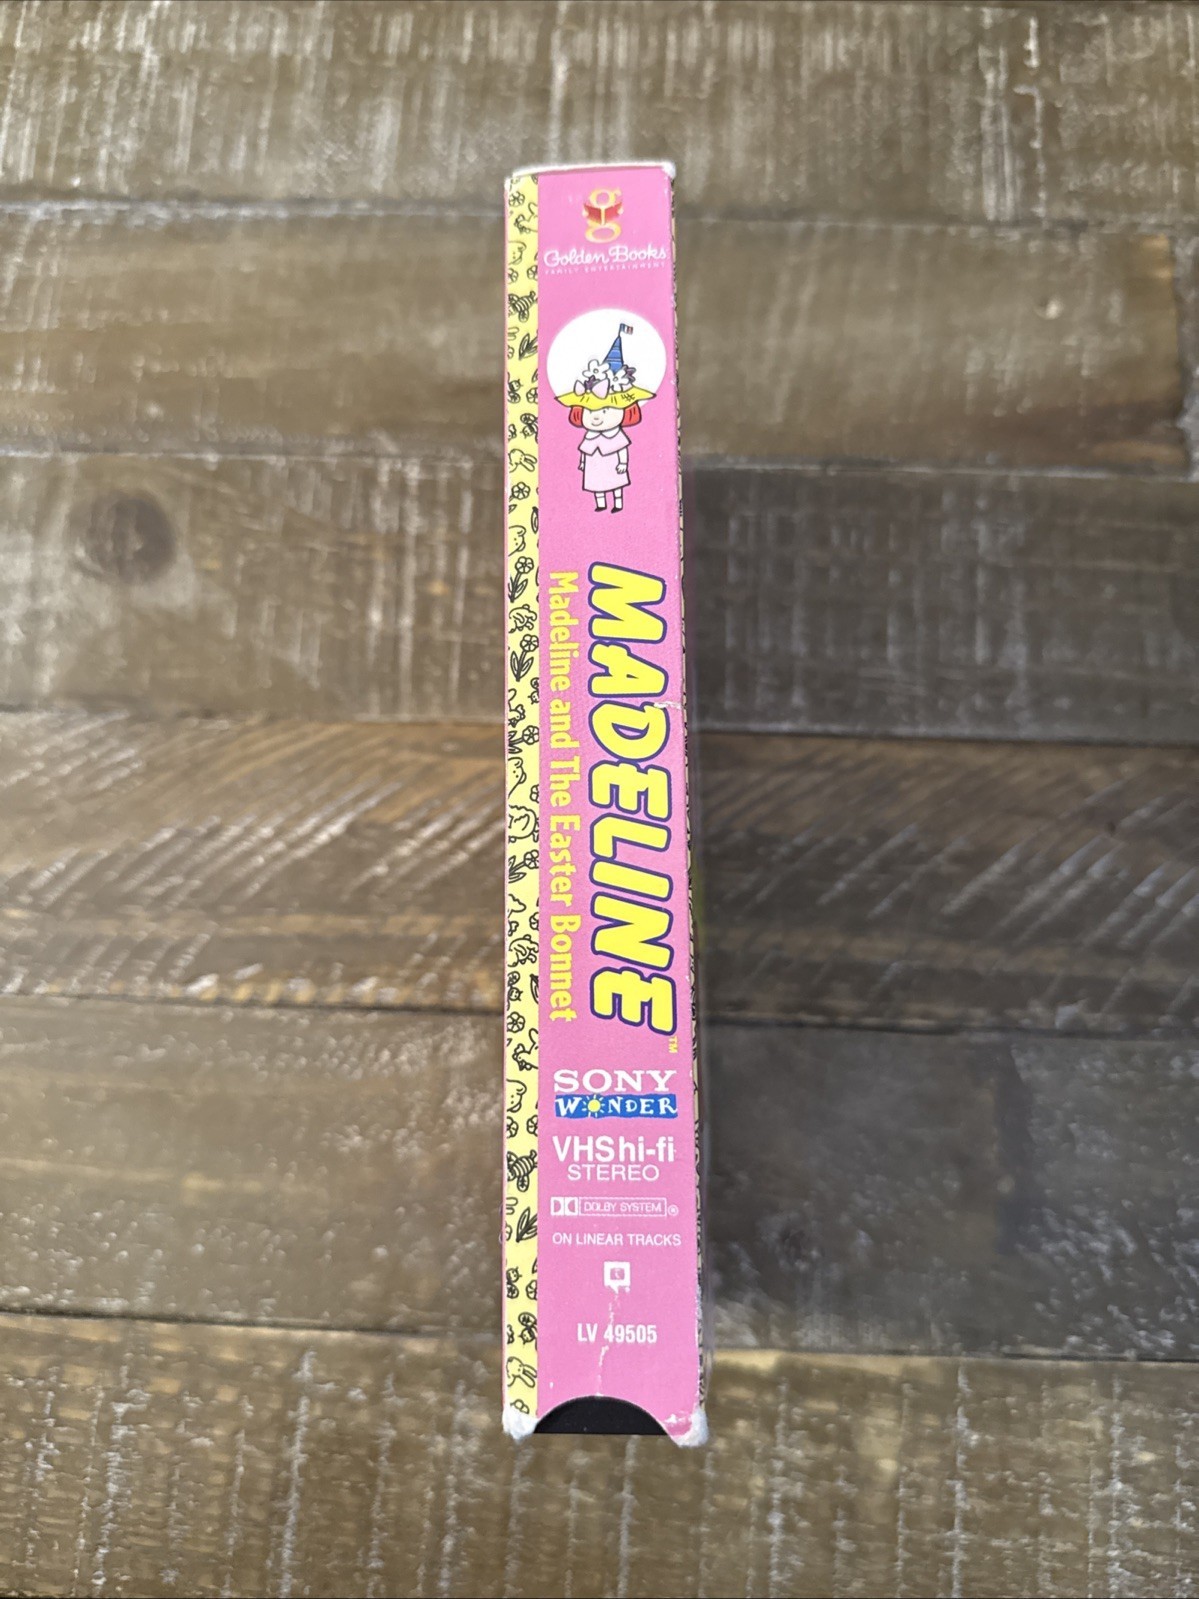 Golden Books
FAMILY ENTERTAINMENT
MADELINE™
Madeline and The Easter Bonnet
SONY
WONDER
VHS hi-fi
STEREO
DOLBY SYSTEM®
ON LINEAR TRACKS
LV 49505